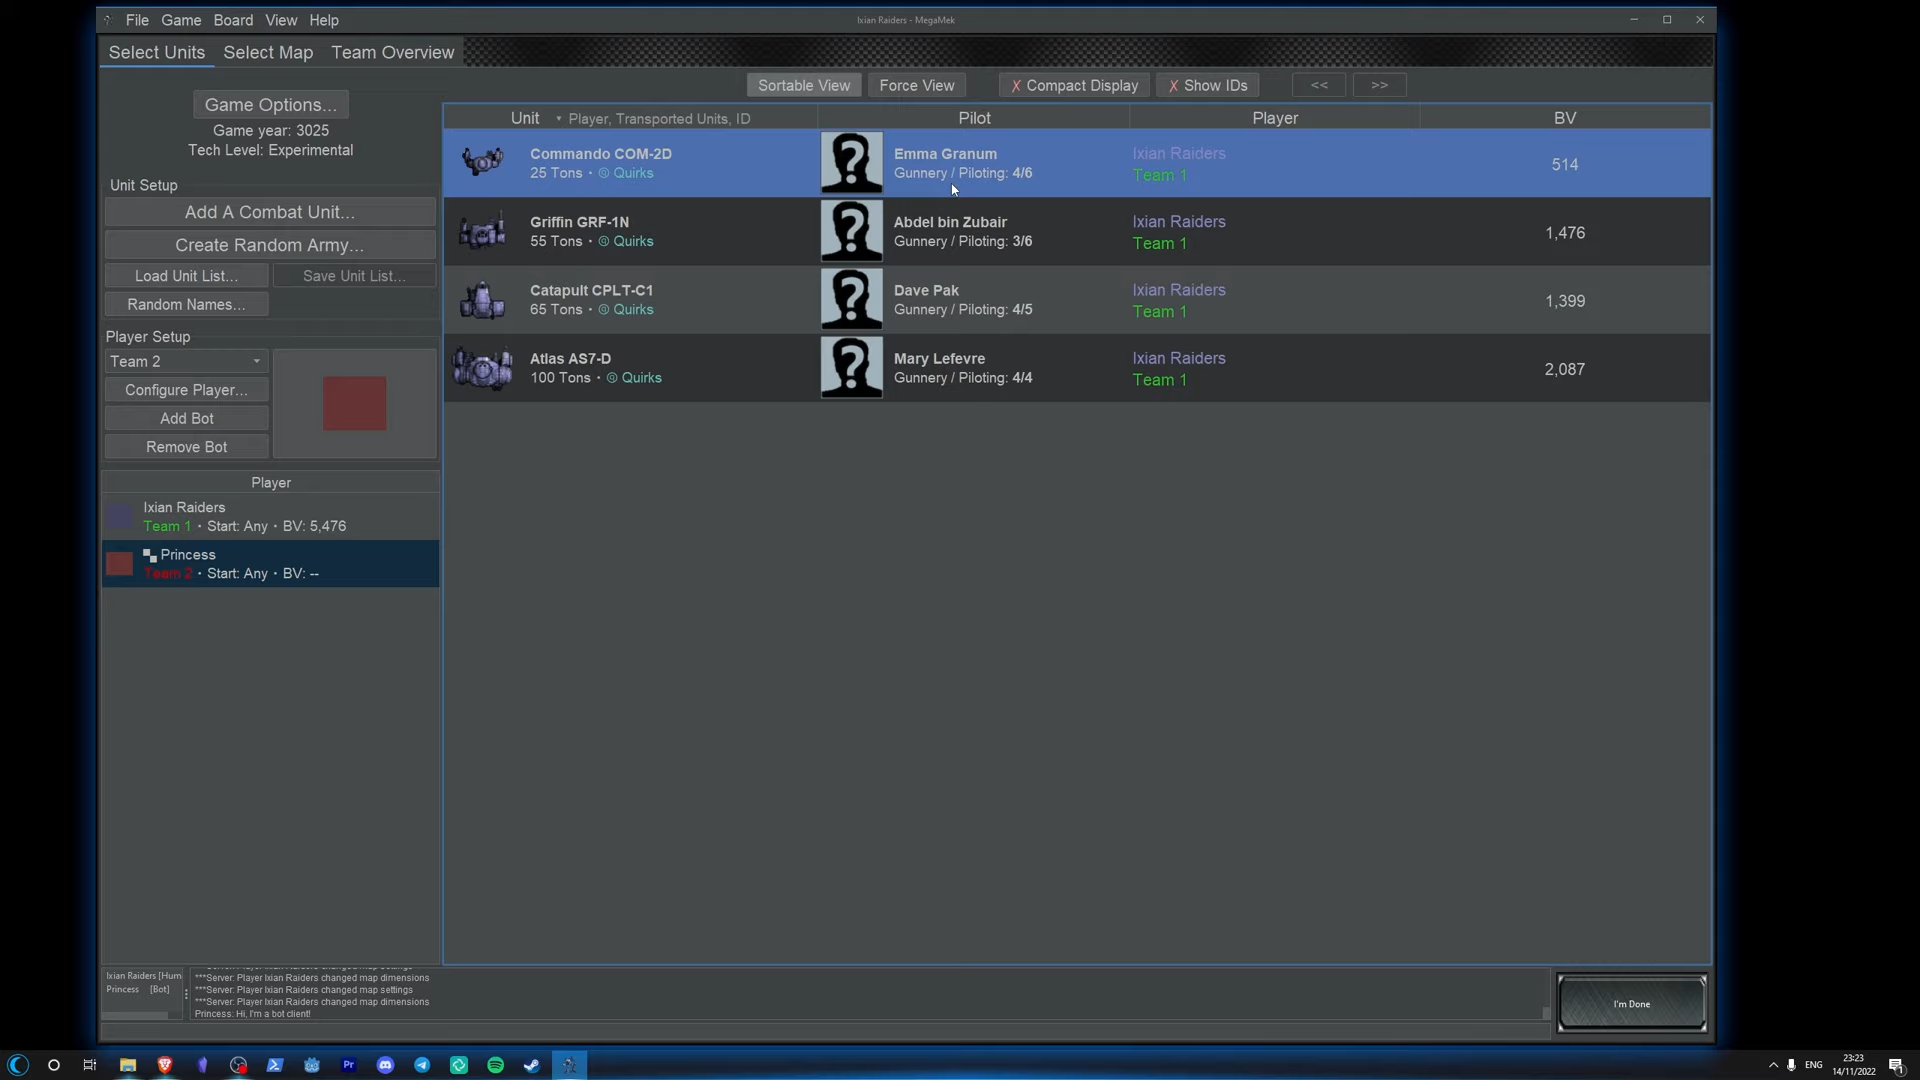 File Game Board View Help
Ixian Raiders - MegaMek
Select Units Select Map Team Overview
Sortable View Force View ✗ Compact Display ✗ Show IDs << >>
Game Options...
Game year: 3025
Tech Level: Experimental
Unit Setup
Add A Combat Unit...
Create Random Army...
Load Unit List... Save Unit List...
Random Names...
Player Setup
Team 2
Configure Player...
Add Bot
Remove Bot
Player
Ixian Raiders
Team 1 · Start: Any · BV: 5,476
Princess
Team 2 · Start: Any · BV: --
Unit Player, Transported Units, ID Pilot Player BV
Commando COM-2D Emma Granum Ixian Raiders 514
25 Tons · Quirks Gunnery / Piloting: 4/6 Team 1
Griffin GRF-1N Abdel bin Zubair Ixian Raiders 1,476
55 Tons · Quirks Gunnery / Piloting: 3/6 Team 1
Catapult CPLT-C1 Dave Pak Ixian Raiders 1,399
65 Tons · Quirks Gunnery / Piloting: 4/5 Team 1
Atlas AS7-D Mary Lefevre Ixian Raiders 2,087
100 Tons · Quirks Gunnery / Piloting: 4/4 Team 1
Ixian Raiders [Hum
Princess [Bot]
***Server: Player Ixian Raiders changed map dimensions
***Server: Player Ixian Raiders changed map settings
***Server: Player Ixian Raiders changed map dimensions
Princess: Hi, I'm a bot client!
I'm Done
Pr
ENG
23:23
14/11/2022